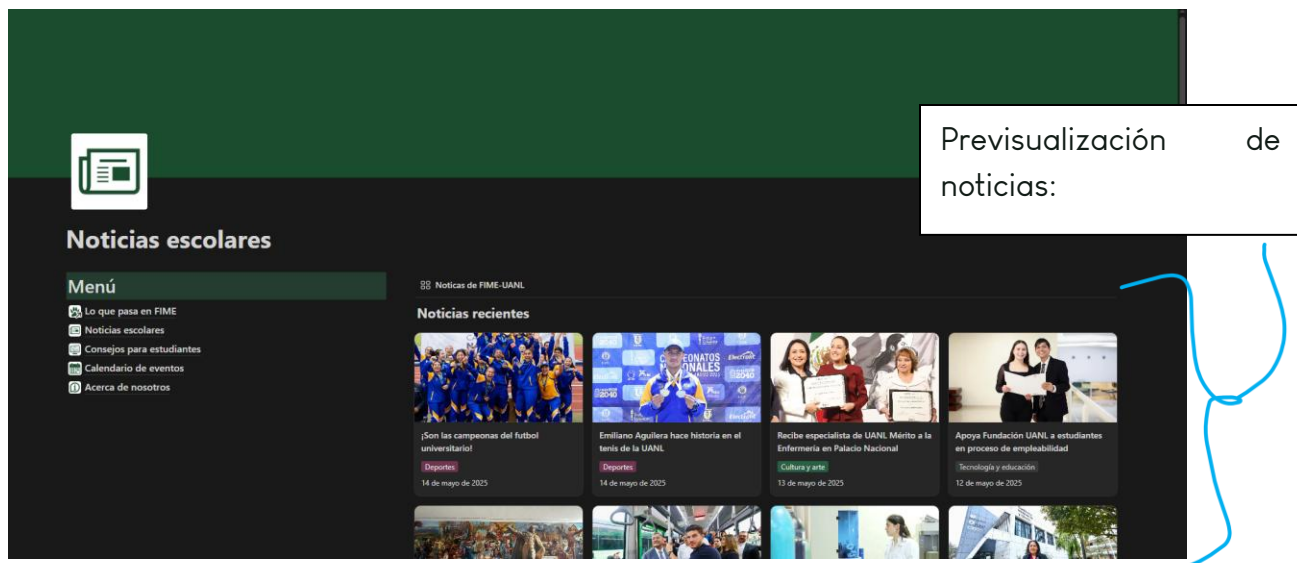 Previsualización de
noticias:
Noticias escolares
Menú
Lo que pasa en FIME
Noticias escolares
Consejos para estudiantes
Calendario de eventos
Acerca de nosotros
Noticas de FIME-UANL
Noticias recientes
¡Son las campeonas del futbol
universitario!
Deportes
14 de mayo de 2025
Emiliano Aguilera hace historia en el
tenis de la UANL
Deportes
14 de mayo de 2025
Recibe especialista de UANL Mérito a la
Enfermería en Palacio Nacional
Cultura y arte
13 de mayo de 2025
Apoya Fundación UANL a estudiantes
en proceso de empleabilidad
Tecnología y educación
12 de mayo de 2025